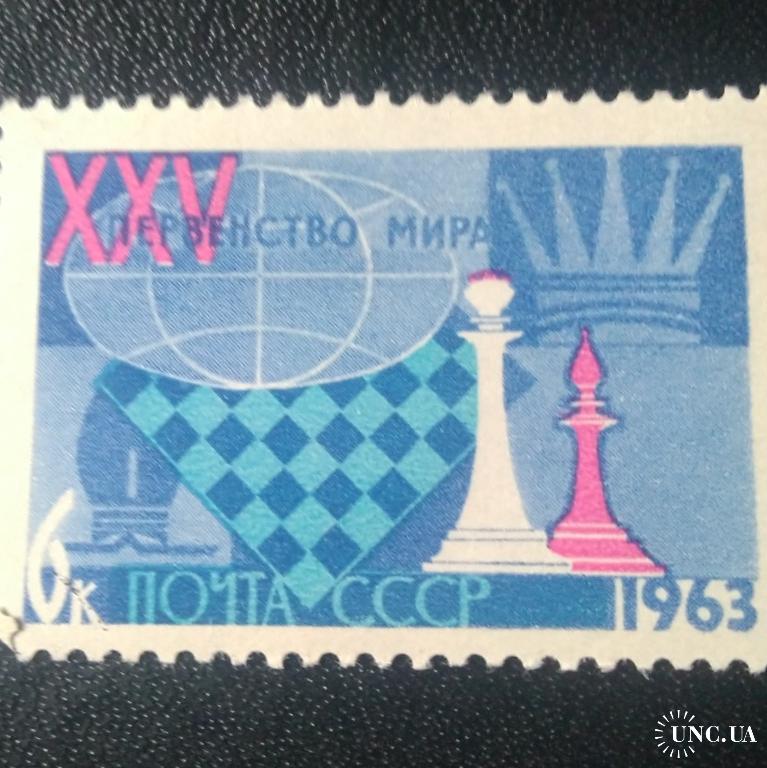 XXV
ПЕРВЕНСТВО МИРА
6к ПОЧТА СССР 1963
UNC.UA